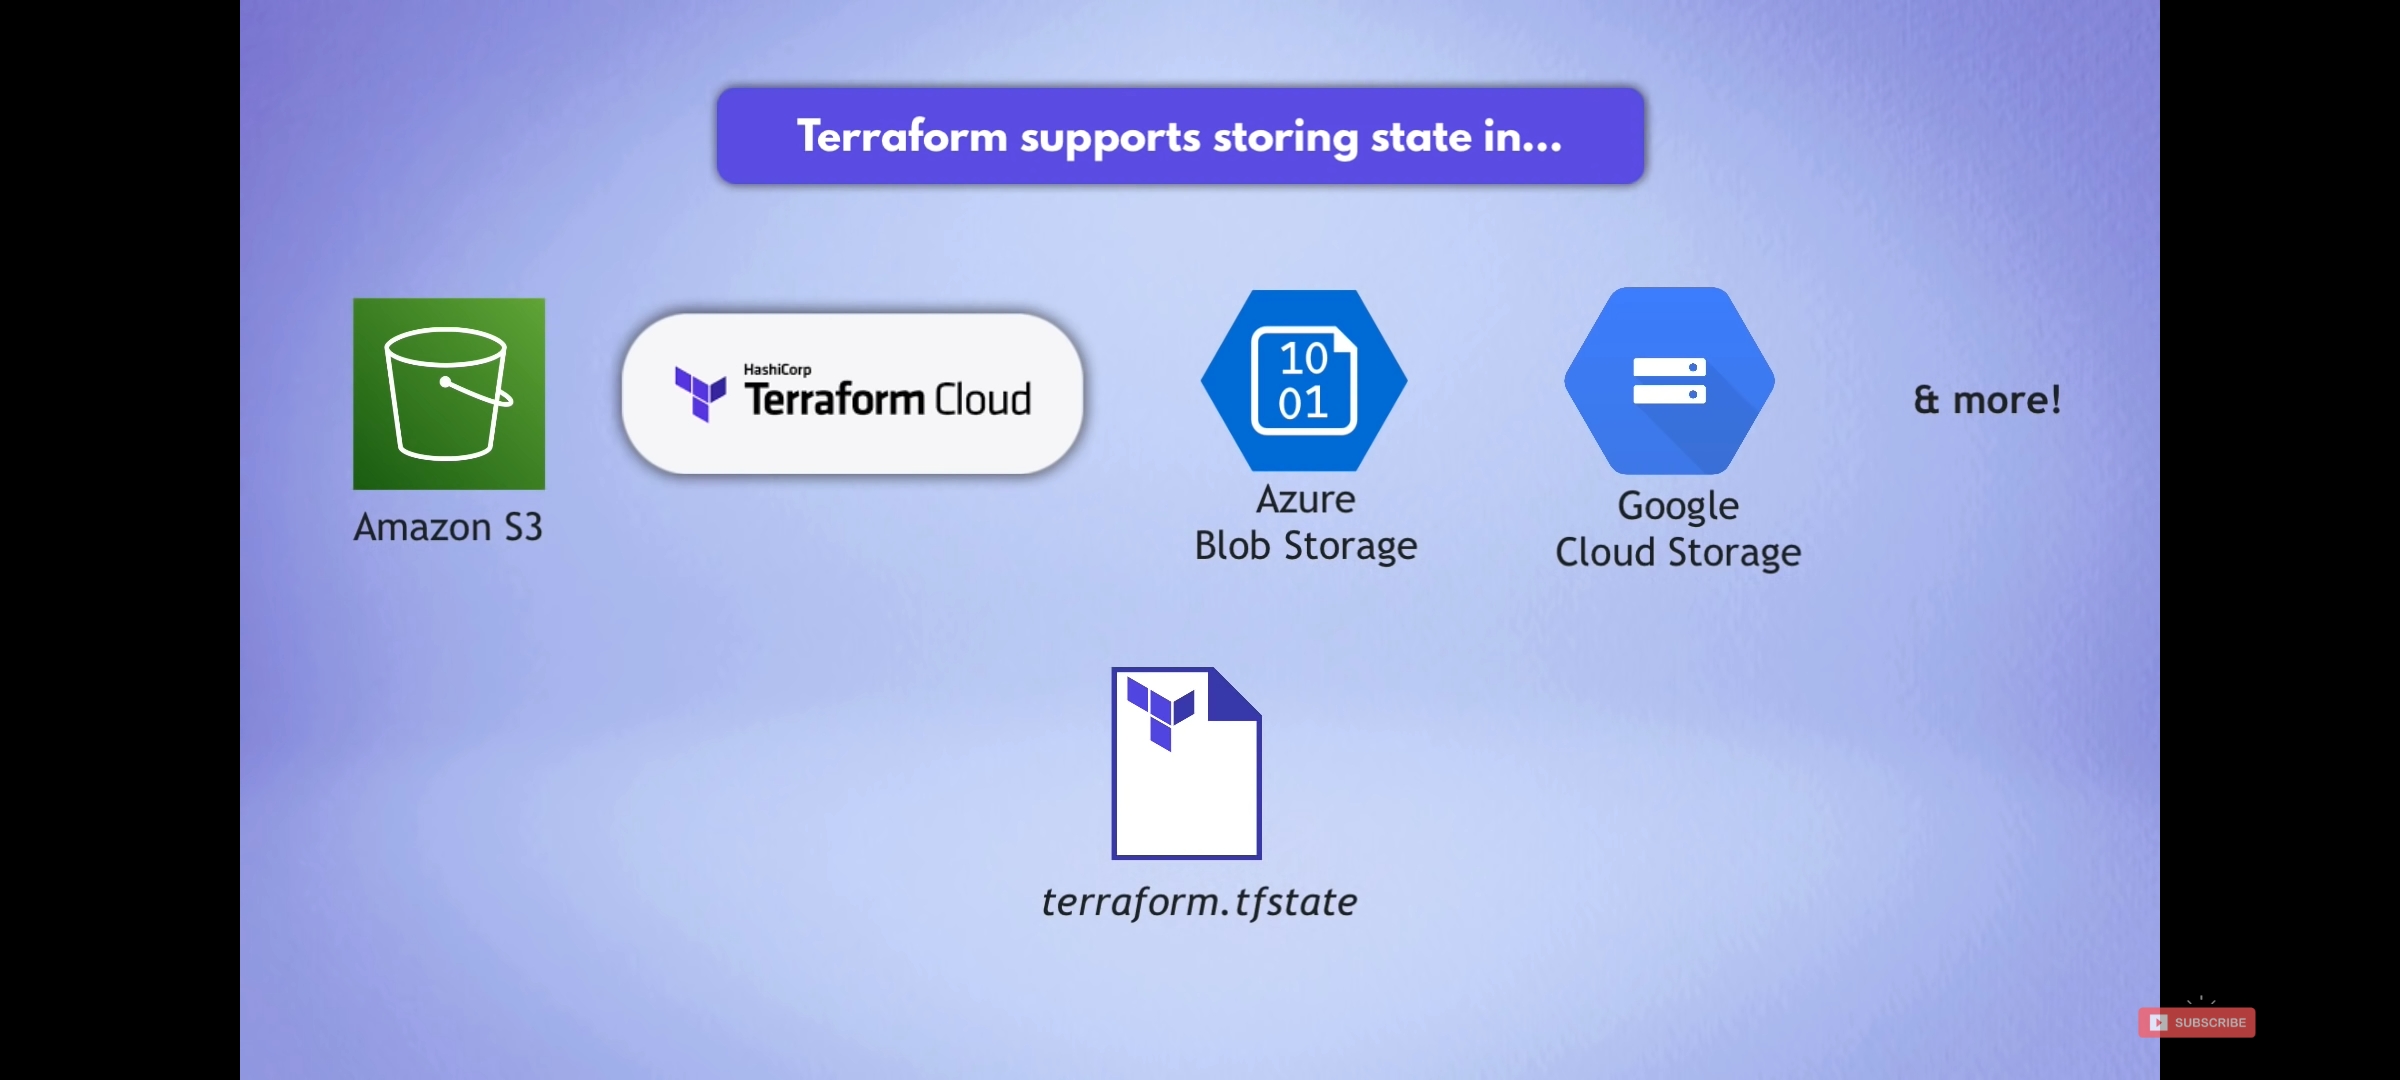 Terraform supports storing state in...
HashiCorp
Terraform Cloud
10
01
& more!
Amazon S3
Azure
Blob Storage
Google
Cloud Storage
terraform.tfstate
SUBSCRIBE